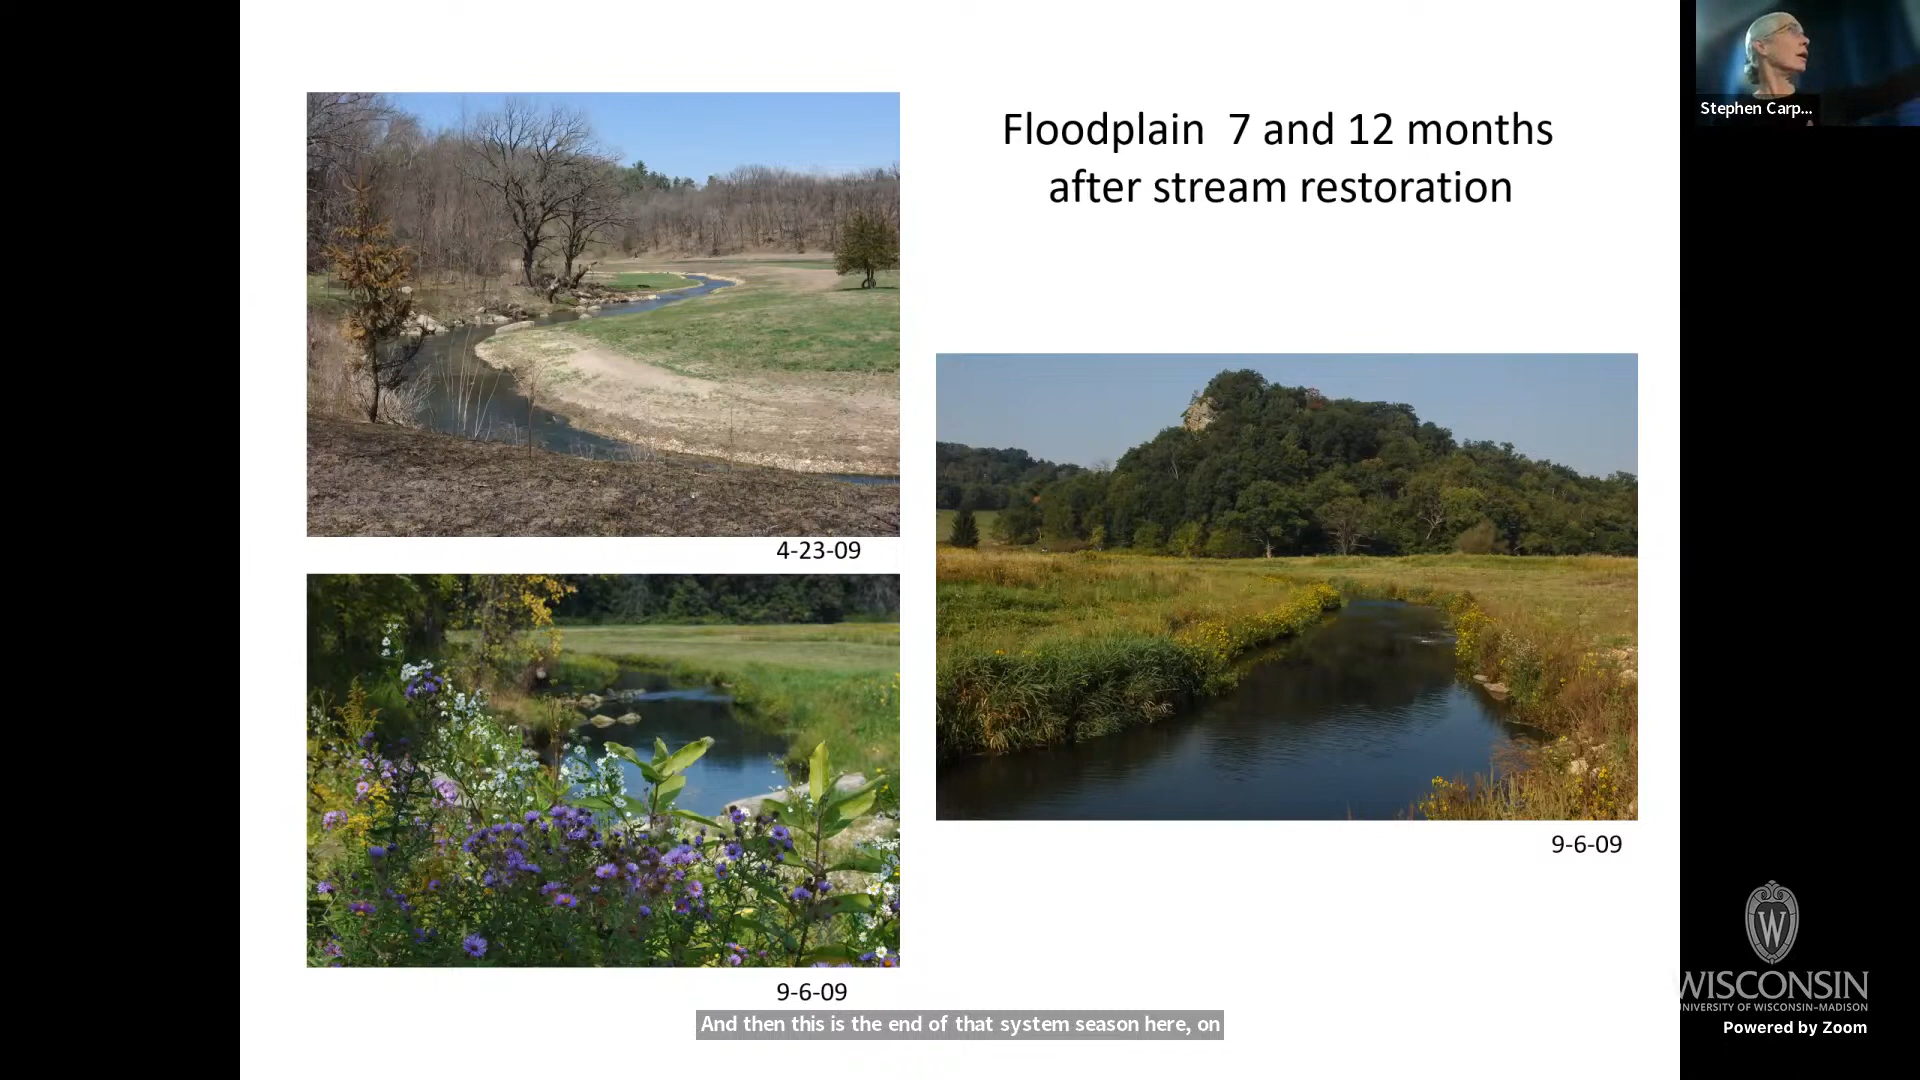 Stephen Carp...
Floodplain 7 and 12 months
after stream restoration
4-23-09
9-6-09
9-6-09
And then this is the end of that system season here, on
W
WISCONSIN
UNIVERSITY OF WISCONSIN–MADISON
Powered by Zoom